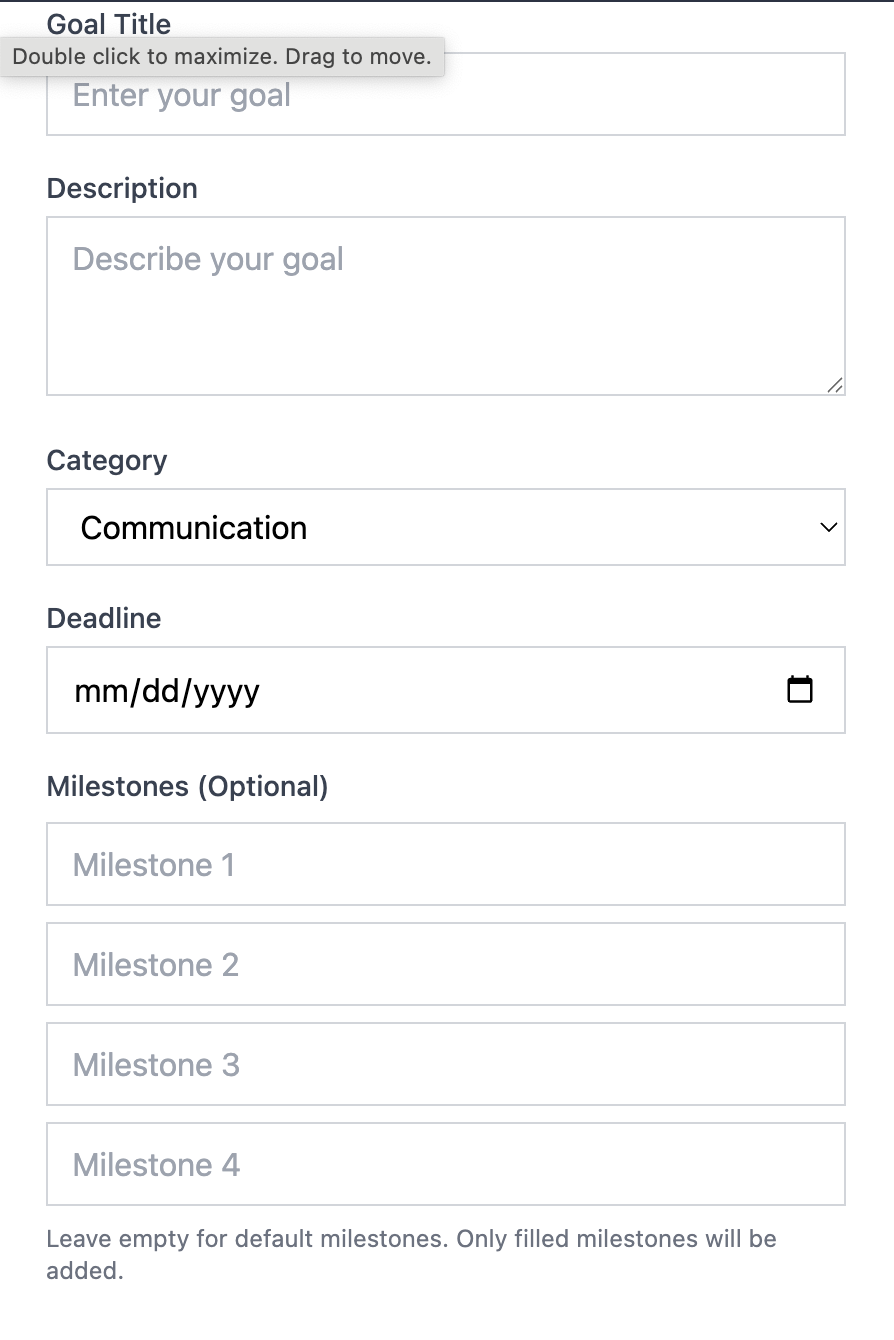 Goal Title
Double click to maximize. Drag to move.
Enter your goal
Description
Describe your goal
Category
Communication
Deadline
mm/dd/yyyy
Milestones (Optional)
Milestone 1
Milestone 2
Milestone 3
Milestone 4
Leave empty for default milestones. Only filled milestones will be
added.